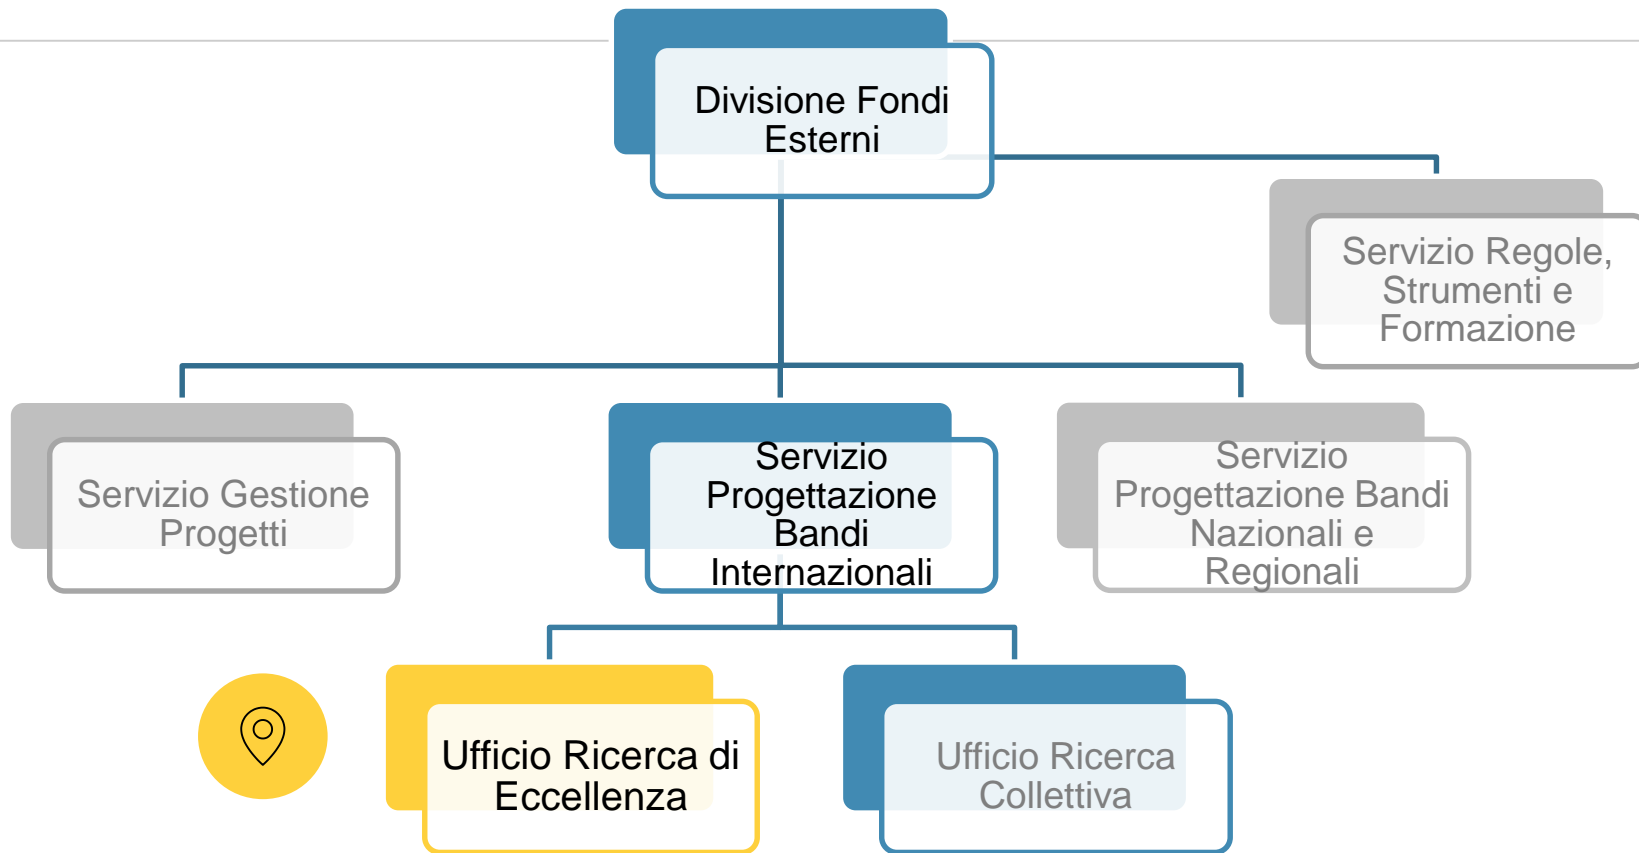 Divisione Fondi
Esterni
Servizio Regole,
Strumenti e
Formazione
Servizio Gestione
Progetti
Servizio
Progettazione
Bandi
Internazionali
Servizio
Progettazione Bandi
Nazionali e
Regionali
Ufficio Ricerca di
Eccellenza
Ufficio Ricerca
Collettiva